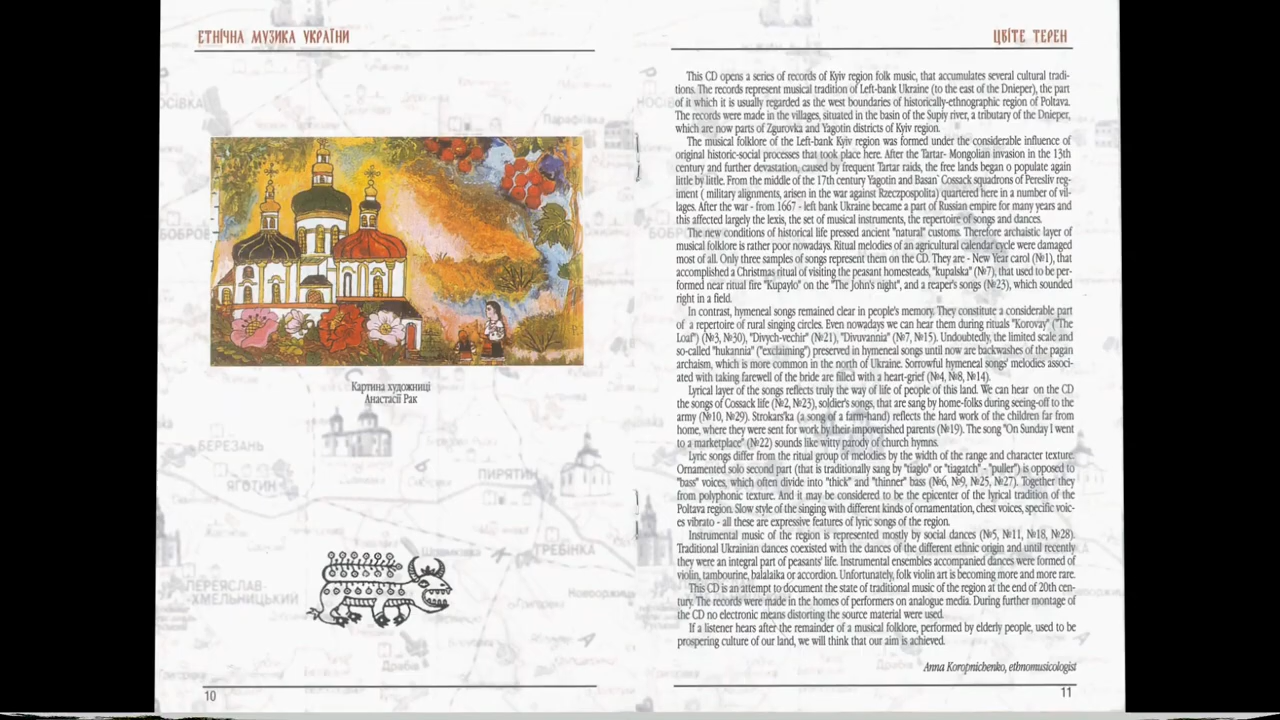 ЕТНІЧНА МУЗИКА УКРАЇНИ
Картина художниці
Анастасії Рак
10
ЦВІТЕ ТЕРЕН
This CD opens a series of records of Kyiv region folk music, that accumulates several cultural tradi-
tions. The records represent musical tradition of Left-bank Ukraine (to the east of the Dnieper), the part
of it which it is usually regarded as the west boundaries of historically-ethnographic region of Poltava.
The records were made in the villages, situated in the basin of the Supiy river, a tributary of the Dnieper,
which are now parts of Zgurovka and Yagotin districts of Kyiv region.
The musical folklore of the Left-bank Kyiv region was formed under the considerable influence of
original historic-social processes that took place here. After the Tartar- Mongolian invasion in the 13th
century and further devastation, caused by frequent Tartar raids, the free lands began o populate again
little by little. From the middle of the 17th century Yagotin and Basan' Cossack squadrons of Peresliv reg-
iment ( military alignments, arisen in the war against Rzeczpospolita) quartered here in a number of vil-
lages. After the war - from 1667 - left bank Ukraine became a part of Russian empire for many years and
this affected largely the lexis, the set of musical instruments, the repertoire of songs and dances.
The new conditions of historical life pressed ancient "natural" customs. Therefore archaistic layer of
musical folklore is rather poor nowadays. Ritual melodies of an agricultural calendar cycle were damaged
most of all. Only three samples of songs represent them on the CD. They are - New Year carol (№1), that
accomplished a Christmas ritual of visiting the peasant homesteads, "kupalska" (№7), that used to be per-
formed near ritual fire "Kupaylo" on the "The John's night", and a reaper's songs (№23), which sounded
right in a field.
In contrast, hymeneal songs remained clear in people's memory. They constitute a considerable part
of a repertoire of rural singing circles. Even nowadays we can hear them during rituals "Korovay" ("The
Loaf") (№3, №30), "Divych-vechir" (№21), "Divuvannia" (№7, №15). Undoubtedly, the limited scale and
so-called "hukannia" ("exclaiming") preserved in hymeneal songs until now are backwashes of the pagan
archaism, which is more common in the north of Ukraine. Sorrowful hymeneal songs' melodies associ-
ated with taking farewell of the bride are filled with a heart-grief (№4, №8, №14).
Lyrical layer of the songs reflects truly the way of life of people of this land. We can hear on the CD
the songs of Cossack life (№2, №23), soldier's songs, that are sang by home-folks during seeing-off to the
army (№10, №29). Strokars'ka (a song of a farm-hand) reflects the hard work of the children far from
home, where they were sent for work by their impoverished parents (№19). The song "On Sunday I went
to a marketplace" (№22) sounds like witty parody of church hymns.
Lyric songs differ from the ritual group of melodies by the width of the range and character texture.
Ornamented solo second part (that is traditionally sang by "tiaglo" or "tiagatch" - "puller") is opposed to
"bass" voices, which often divide into "thick" and "thinner" bass (№6, №9, №25, №27). Together they
from polyphonic texture. And it may be considered to be the epicenter of the lyrical tradition of the
Poltava region. Slow style of the singing with different kinds of ornamentation, chest voices, specific voic-
es vibrato - all these are expressive features of lyric songs of the region.
Instrumental music of the region is represented mostly by social dances (№5, №11, №18, №28).
Traditional Ukrainian dances coexisted with the dances of the different ethnic origin and until recently
they were an integral part of peasants' life. Instrumental ensembles accompanied dances were formed of
violin, tambourine, balalaika or accordion. Unfortunately, folk violin art is becoming more and more rare.
This CD is an attempt to document the state of traditional music of the region at the end of 20th cen-
tury. The records were made in the homes of performers on analogue media. During further montage of
the CD no electronic means distorting the source material were used.
If a listener hears after the remainder of a musical folklore, performed by elderly people, used to be
prospering culture of our land, we will think that our aim is achieved.
Anna Koropnichenko, ethnomusicologist
11
БЕРЕЗАНЬ
ЯГОТИН
ПИРЯТИН
ТРЕБІНКА
ПЕРЕЯСЛАВ-
-ХМЕЛЬНИЦЬКИЙ